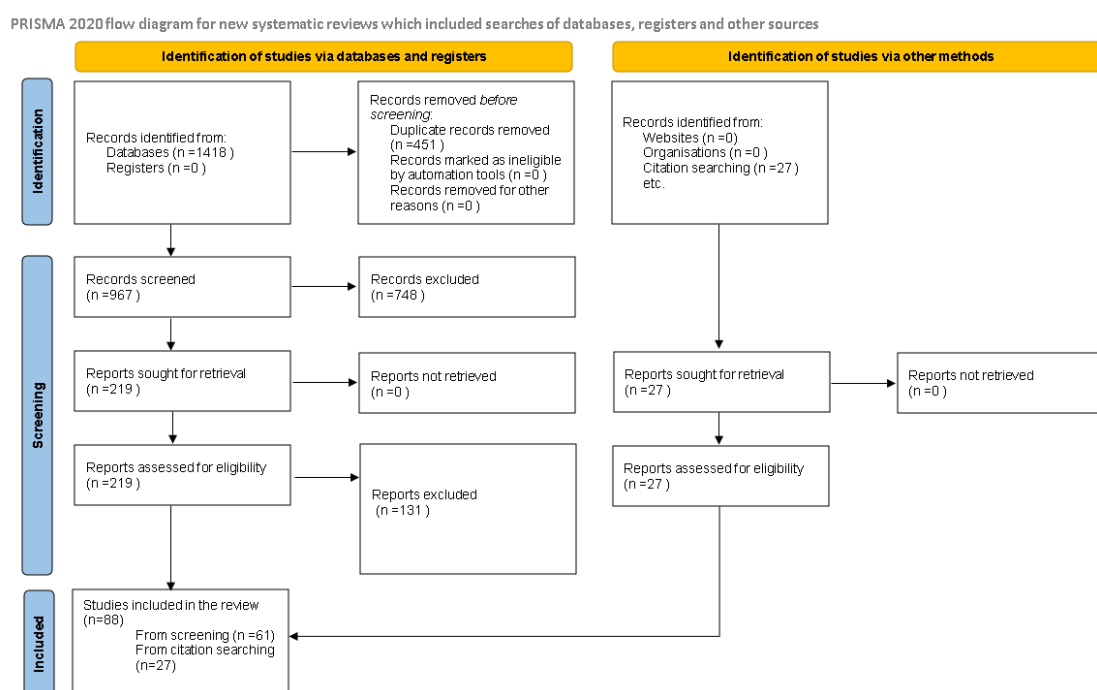 PRISMA 2020 flow diagram for new systematic reviews which included searches of databases, registers and other sources
Identification of studies via databases and registers
Identification of studies via other methods
Identification
Records identified from:
Databases (n =1418 )
Registers (n =0 )
Records removed before
screening:
Duplicate records removed
(n =451 )
Records marked as ineligible
by automation tools (n =0 )
Records removed for other
reasons (n =0 )
Records identified from:
Websites (n =0)
Organisations (n =0 )
Citation searching (n =27 )
etc.
Screening
Records screened
(n =967 )
Records excluded
(n =748 )
Reports sought for retrieval
(n =219 )
Reports not retrieved
(n =0 )
Reports sought for retrieval
(n =27 )
Reports not retrieved
(n =0 )
Reports assessed for eligibility
(n =219 )
Reports excluded
(n =131 )
Reports assessed for eligibility
(n =27 )
Included
Studies included in the review
(n=88)
From screening (n =61)
From citation searching
(n=27)